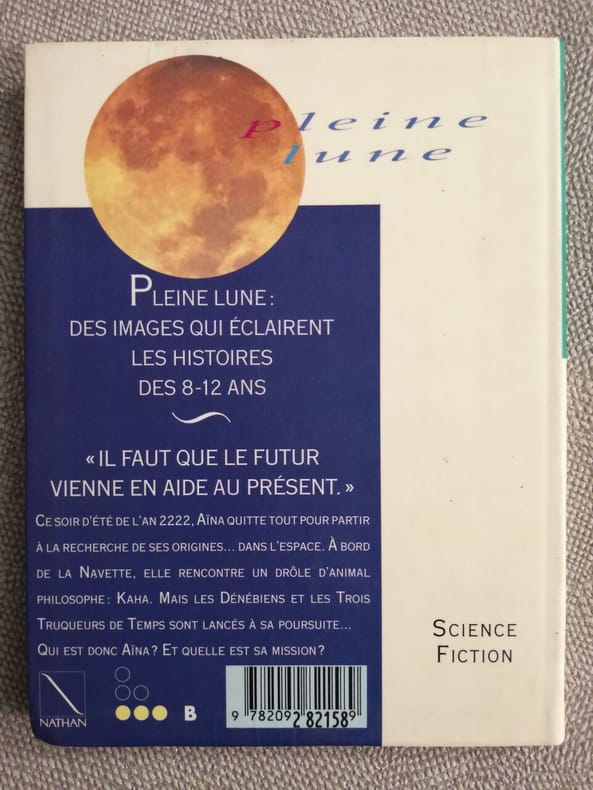 pleine
lune
PLEINE LUNE :
DES IMAGES QUI ÉCLAIRENT
LES HISTOIRES
DES 8-12 ANS
« IL FAUT QUE LE FUTUR
VIENNE EN AIDE AU PRÉSENT. »
CE SOIR D'ÉTÉ DE L'AN 2222, AÏNA QUITTE TOUT POUR PARTIR
À LA RECHERCHE DE SES ORIGINES... DANS L'ESPACE. À BORD
DE LA NAVETTE, ELLE RENCONTRE UN DRÔLE D'ANIMAL
PHILOSOPHE : KAHA. MAIS LES DÉNÉBIENS ET LES TROIS
TRUQUEURS DE TEMPS SONT LANCÉS À SA POURSUITE...
QUI EST DONC AÏNA ? ET QUELLE EST SA MISSION ?
SCIENCE
FICTION
NATHAN
B
9 782092 821589